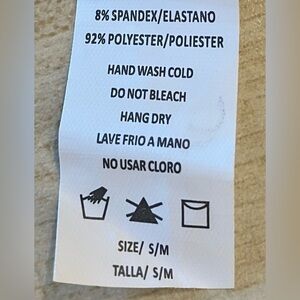 8% SPANDEX/ELASTANO
92% POLYESTER/POLIESTER
HAND WASH COLD
DO NOT BLEACH
HANG DRY
LAVE FRIO A MANO
NO USAR CLORO
SIZE/ S/M
TALLA/ S/M